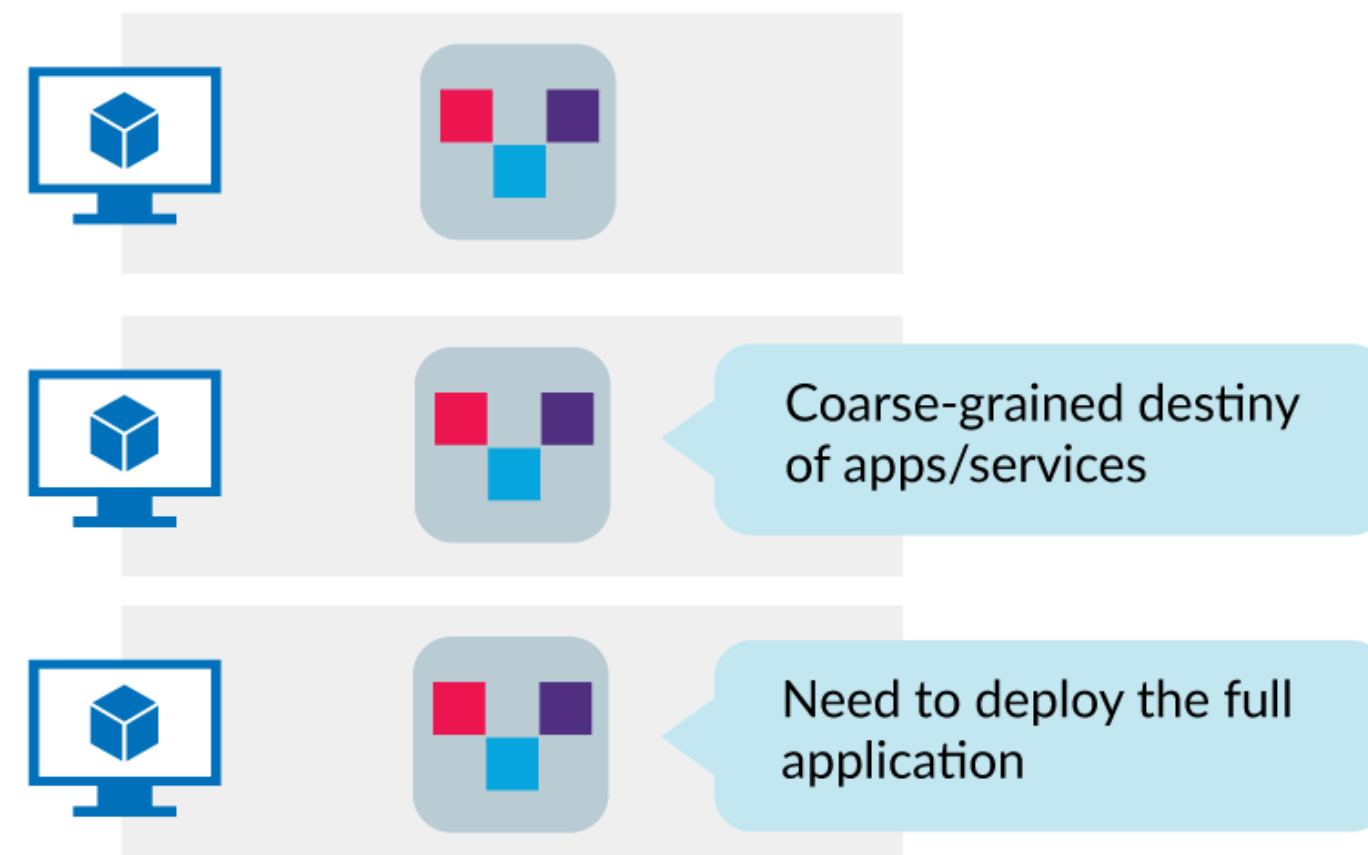 Coarse-grained destiny
of apps/services
Need to deploy the full
application